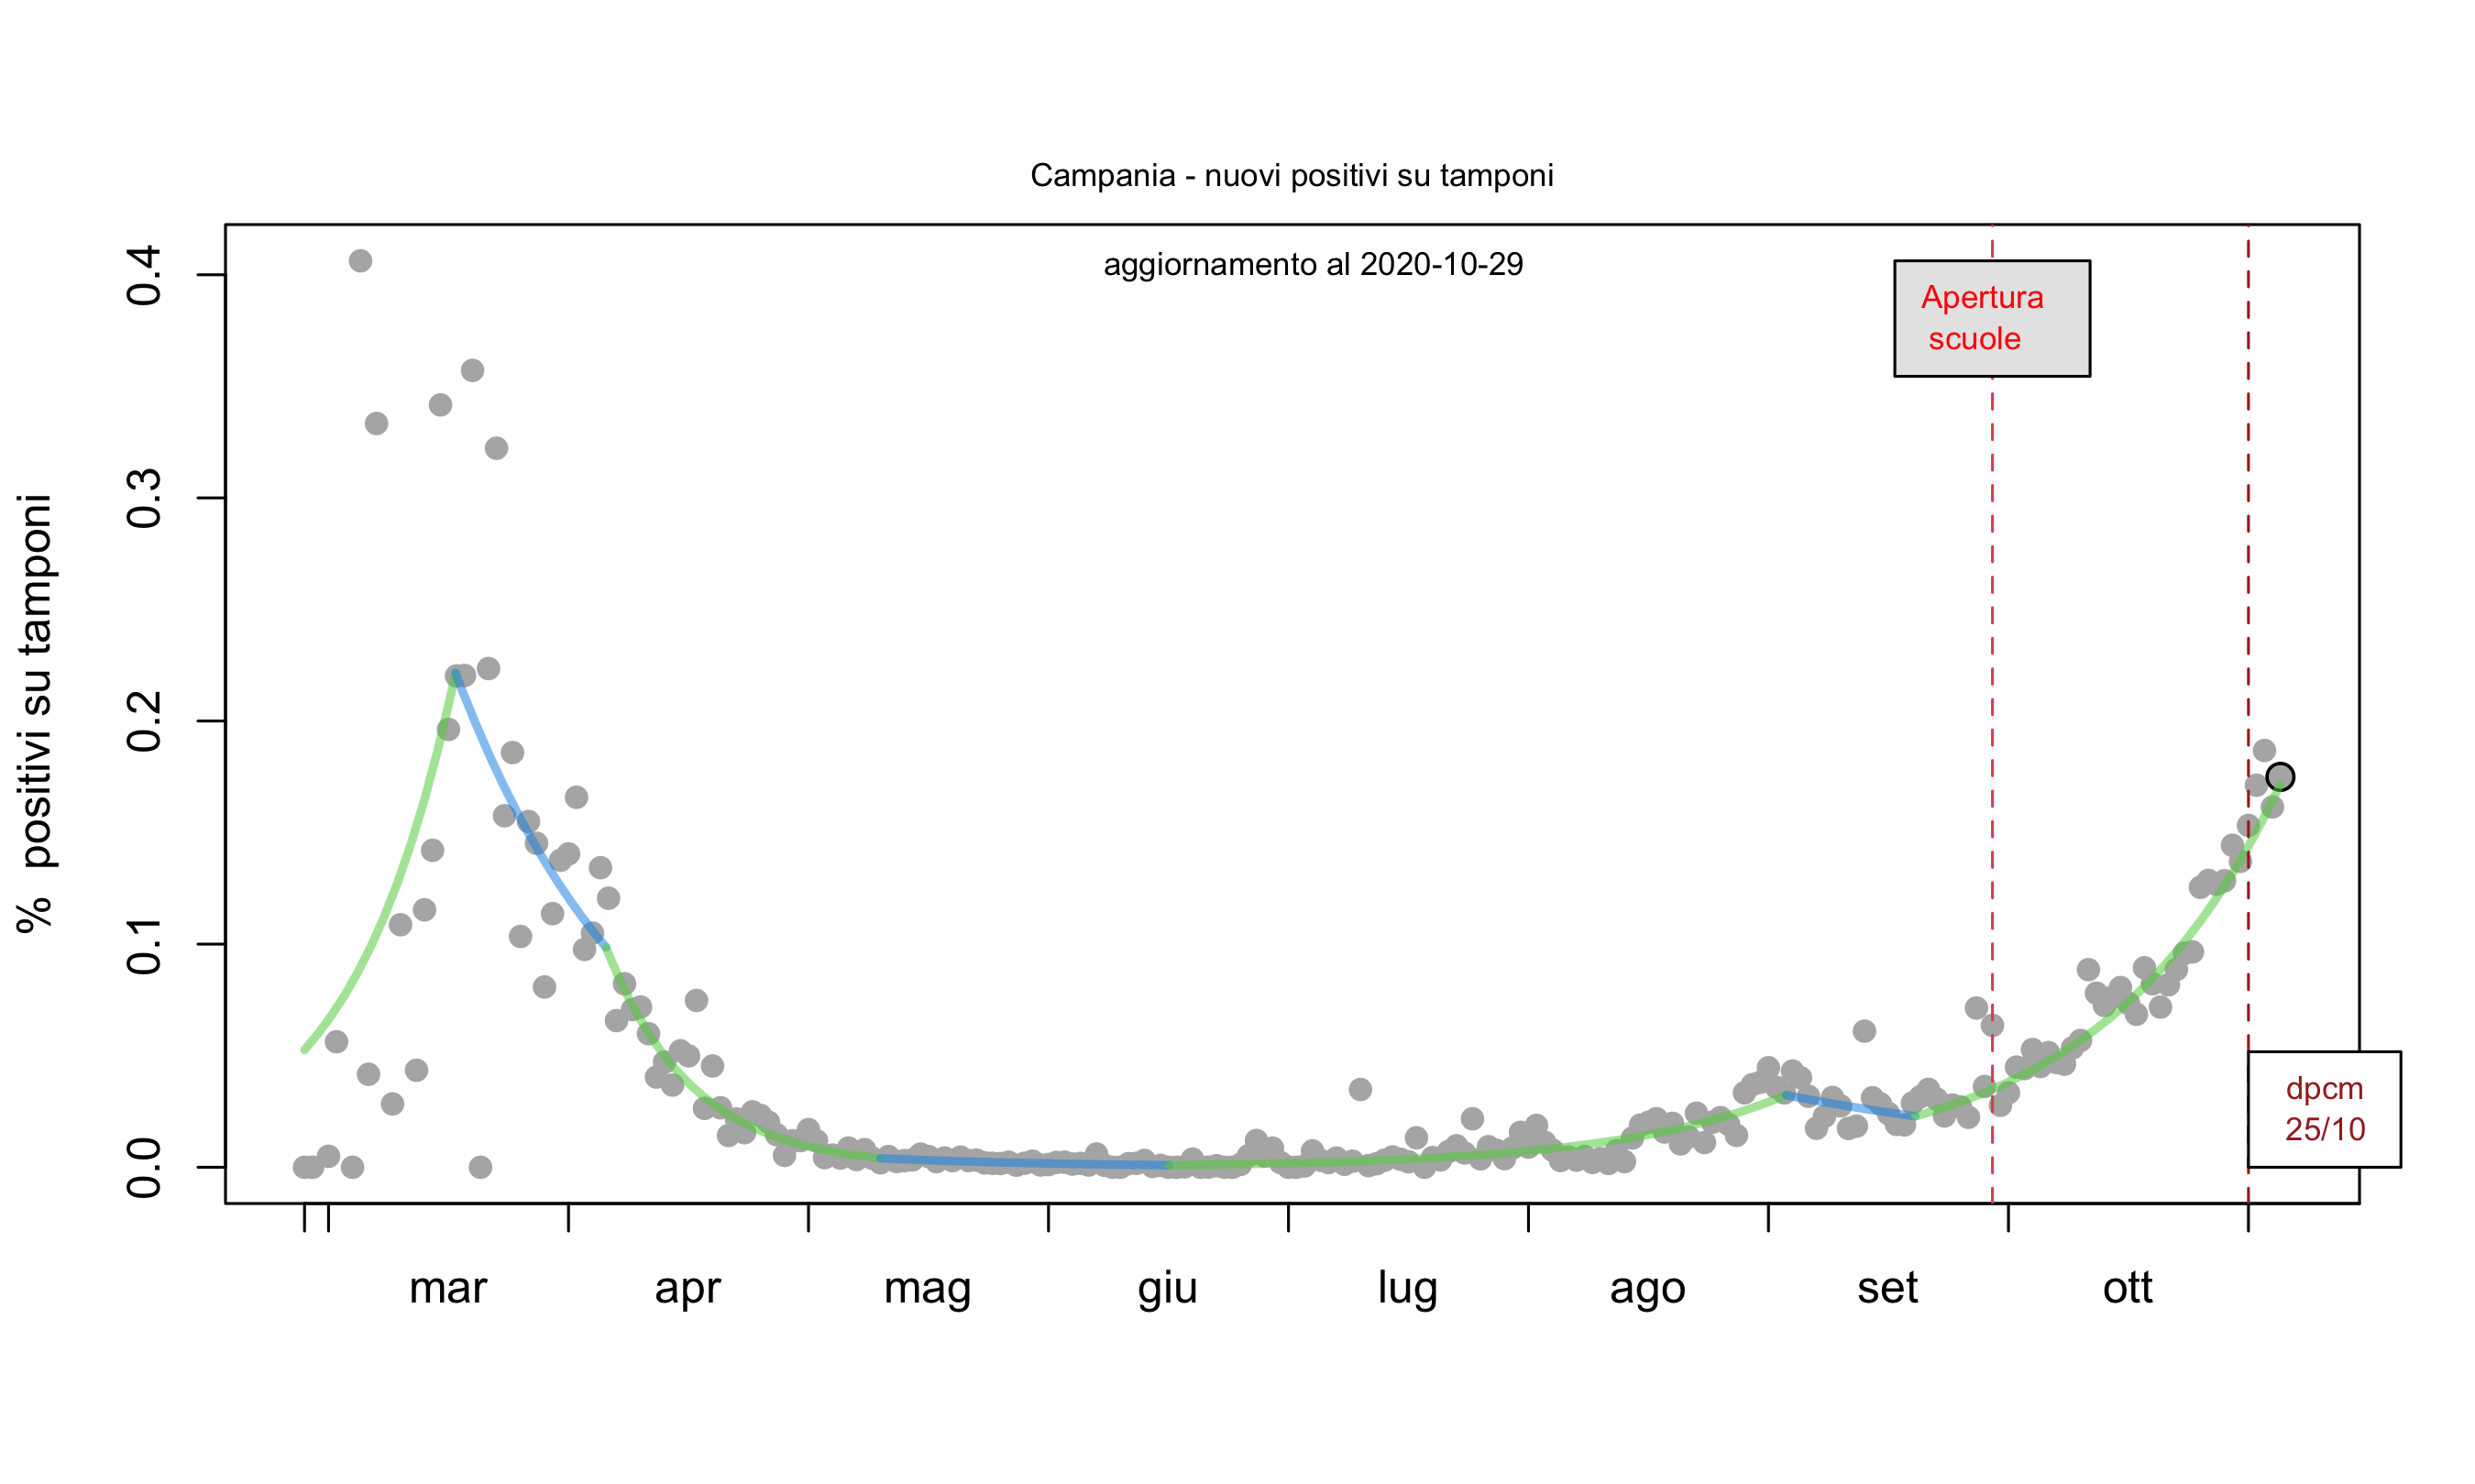 Campania - nuovi positivi su tamponi
aggiornamento al 2020-10-29
Apertura
scuole
% positivi su tamponi
0.4
0.3
0.2
0.1
0.0
dpcm
25/10
mar apr mag giu lug ago set ott